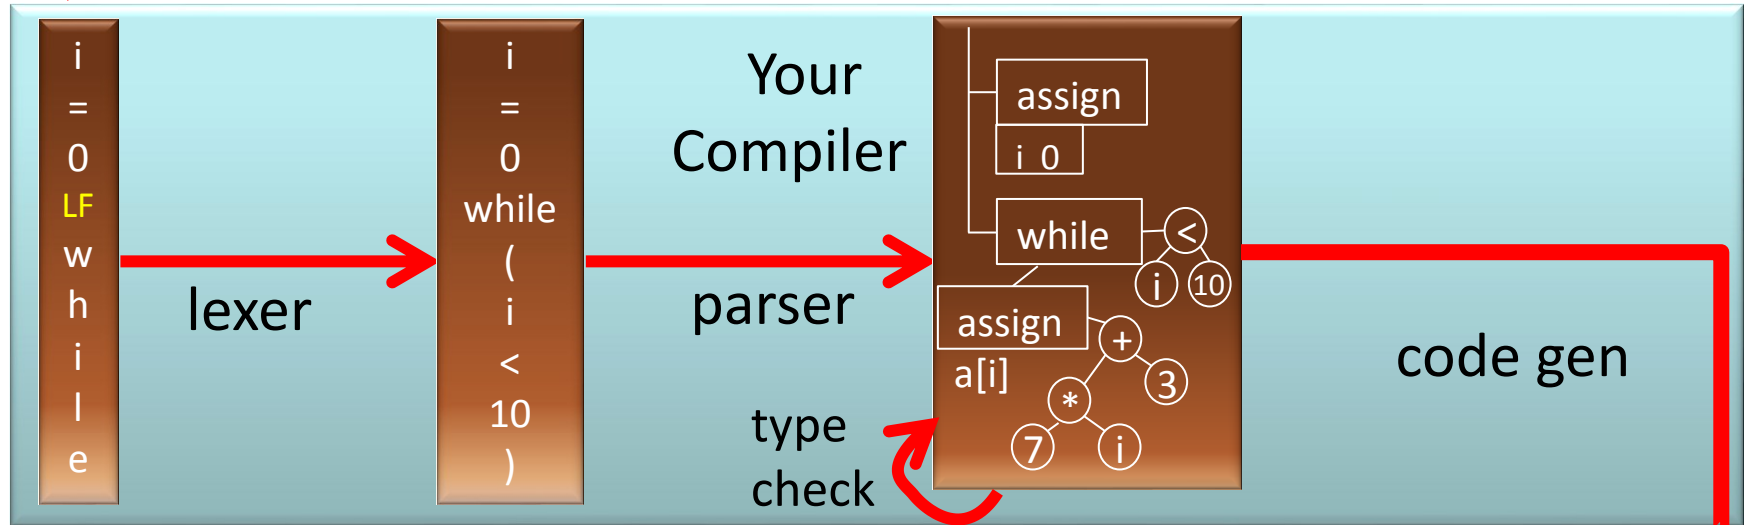 i
=
0
LF
w
h
i
l
e
lexer
i
=
0
while
(
i
<
10
)
Your
Compiler
parser
type
check
assign
i 0
while
<
i
10
assign
a[i]
+
3
*
7
i
code gen